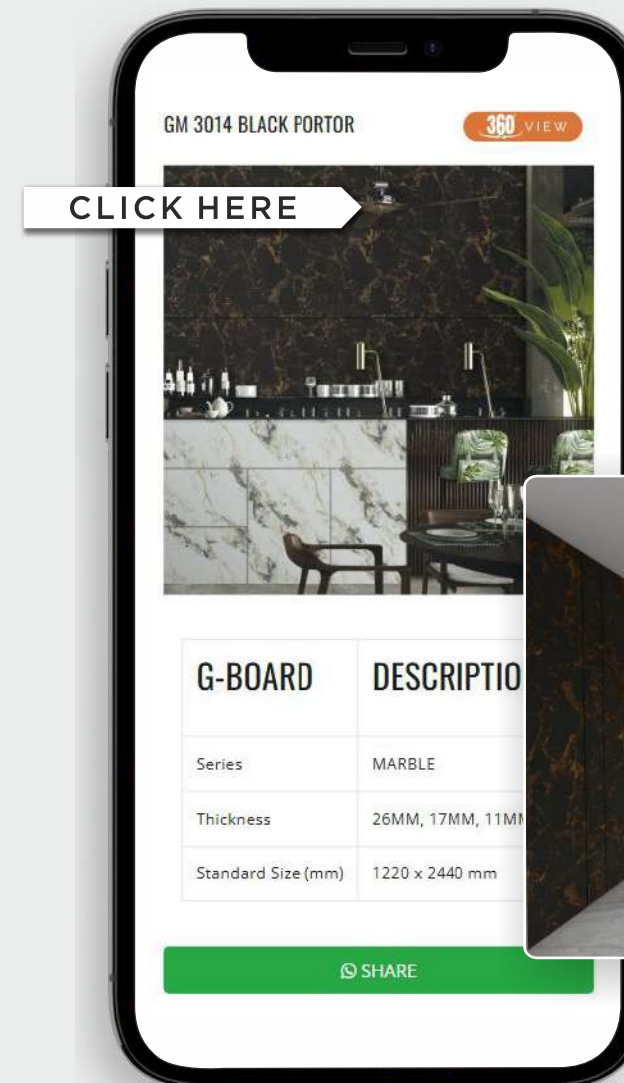 GM 3014 BLACK PORTOR
360° VIEW
CLICK HERE
G-BOARD DESCRIPTIO
Series MARBLE
Thickness 26MM, 17MM, 11MM
Standard Size (mm) 1220 x 2440 mm
SHARE